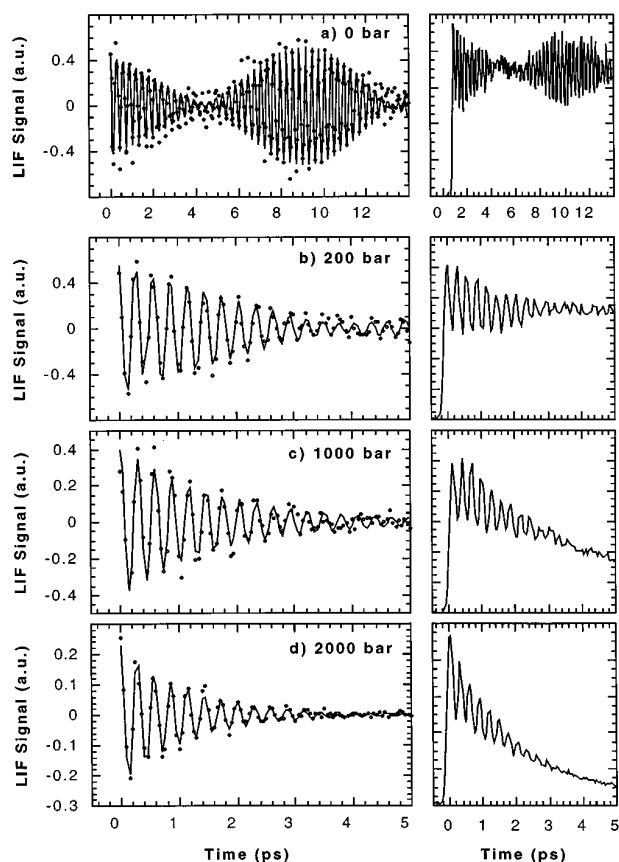 a) 0 bar
LIF Signal (a.u.)
0.4
0
-0.4
0 2 4 6 8 10 12
0 2 4 6 8 10 12
b) 200 bar
LIF Signal (a.u.)
0.4
0
-0.4
c) 1000 bar
LIF Signal (a.u.)
0.4
0.2
0
-0.2
-0.4
d) 2000 bar
LIF Signal (a.u.)
0.2
0.1
0
-0.1
-0.2
-0.3
0 1 2 3 4 5
0 1 2 3 4 5
Time (ps)
Time (ps)